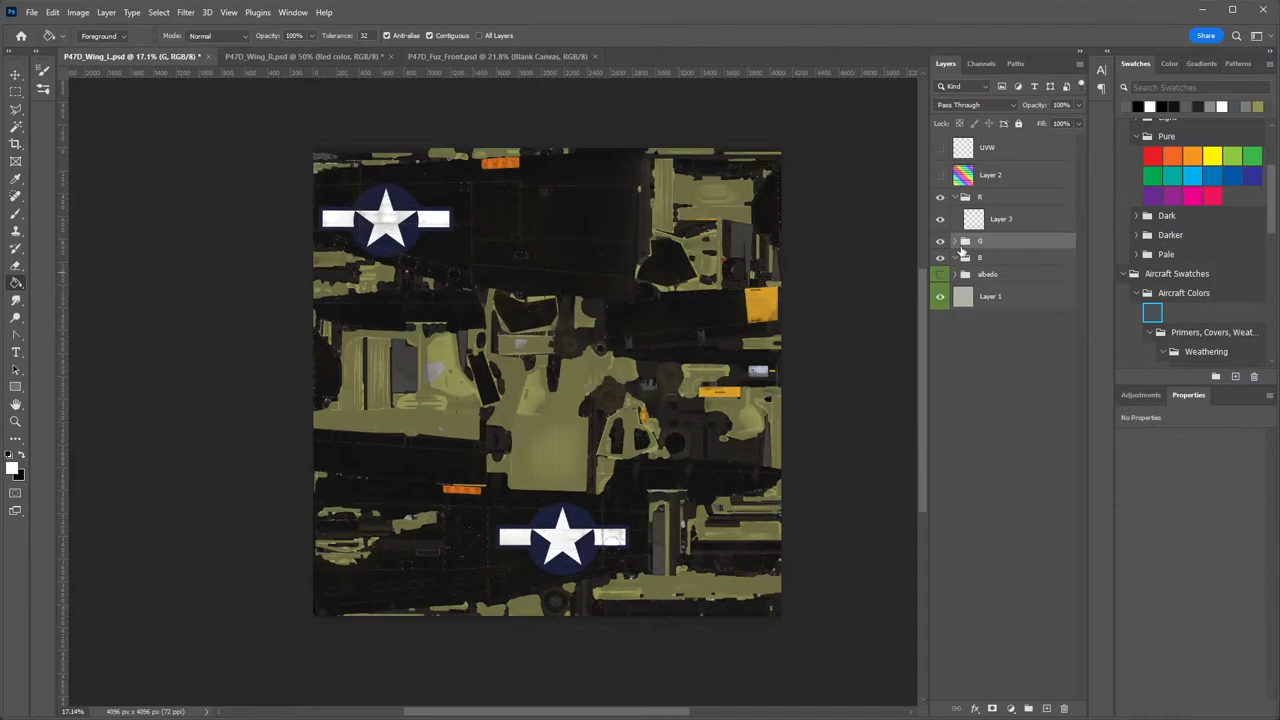 Ps File Edit Image Layer Type Select Filter 3D View Plugins Window Help
Foreground Mode: Normal Opacity: 100% Tolerance: 32 Anti-alias Contiguous All Layers Share
P47D_Wing_L.psd @ 17.1% (G, RGB/8) * × P47D_Wing_R.psd @ 50% (Red color, RGB/8) * × P47D_Fuz_Front.psd @ 21.8% (Blank Canvas, RGB/8) ×
Layers Channels Paths
Kind
Pass Through Opacity: 100%
Lock: Fill: 100%
UVW
Layer 2
R
Layer 3
G
B
albedo
Layer 1
Swatches Color Gradients Patterns
Search Swatches
Pure
Dark
Darker
Pale
Aircraft Swatches
Aircraft Colors
Primers, Covers, Weat...
Weathering
Adjustments Properties
No Properties
17.14% 4096 px x 4096 px (72 ppi)